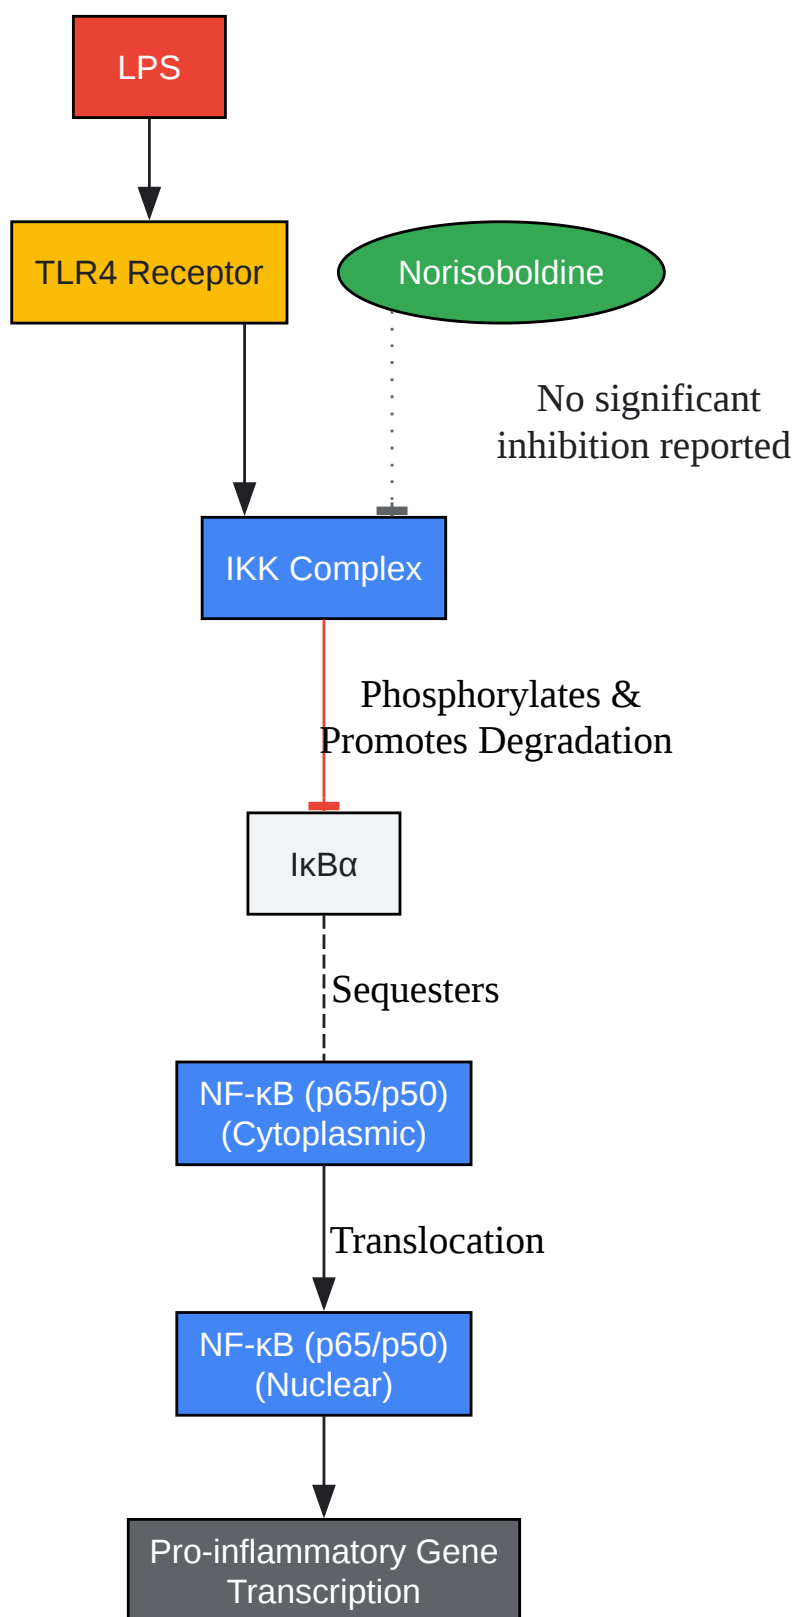 LPS
TLR4 Receptor
Norisoboldine
No significant
inhibition reported
IKK Complex
Phosphorylates &
Promotes Degradation
IκBα
Sequesters
NF-κB (p65/p50)
(Cytoplasmic)
Translocation
NF-κB (p65/p50)
(Nuclear)
Pro-inflammatory Gene
Transcription